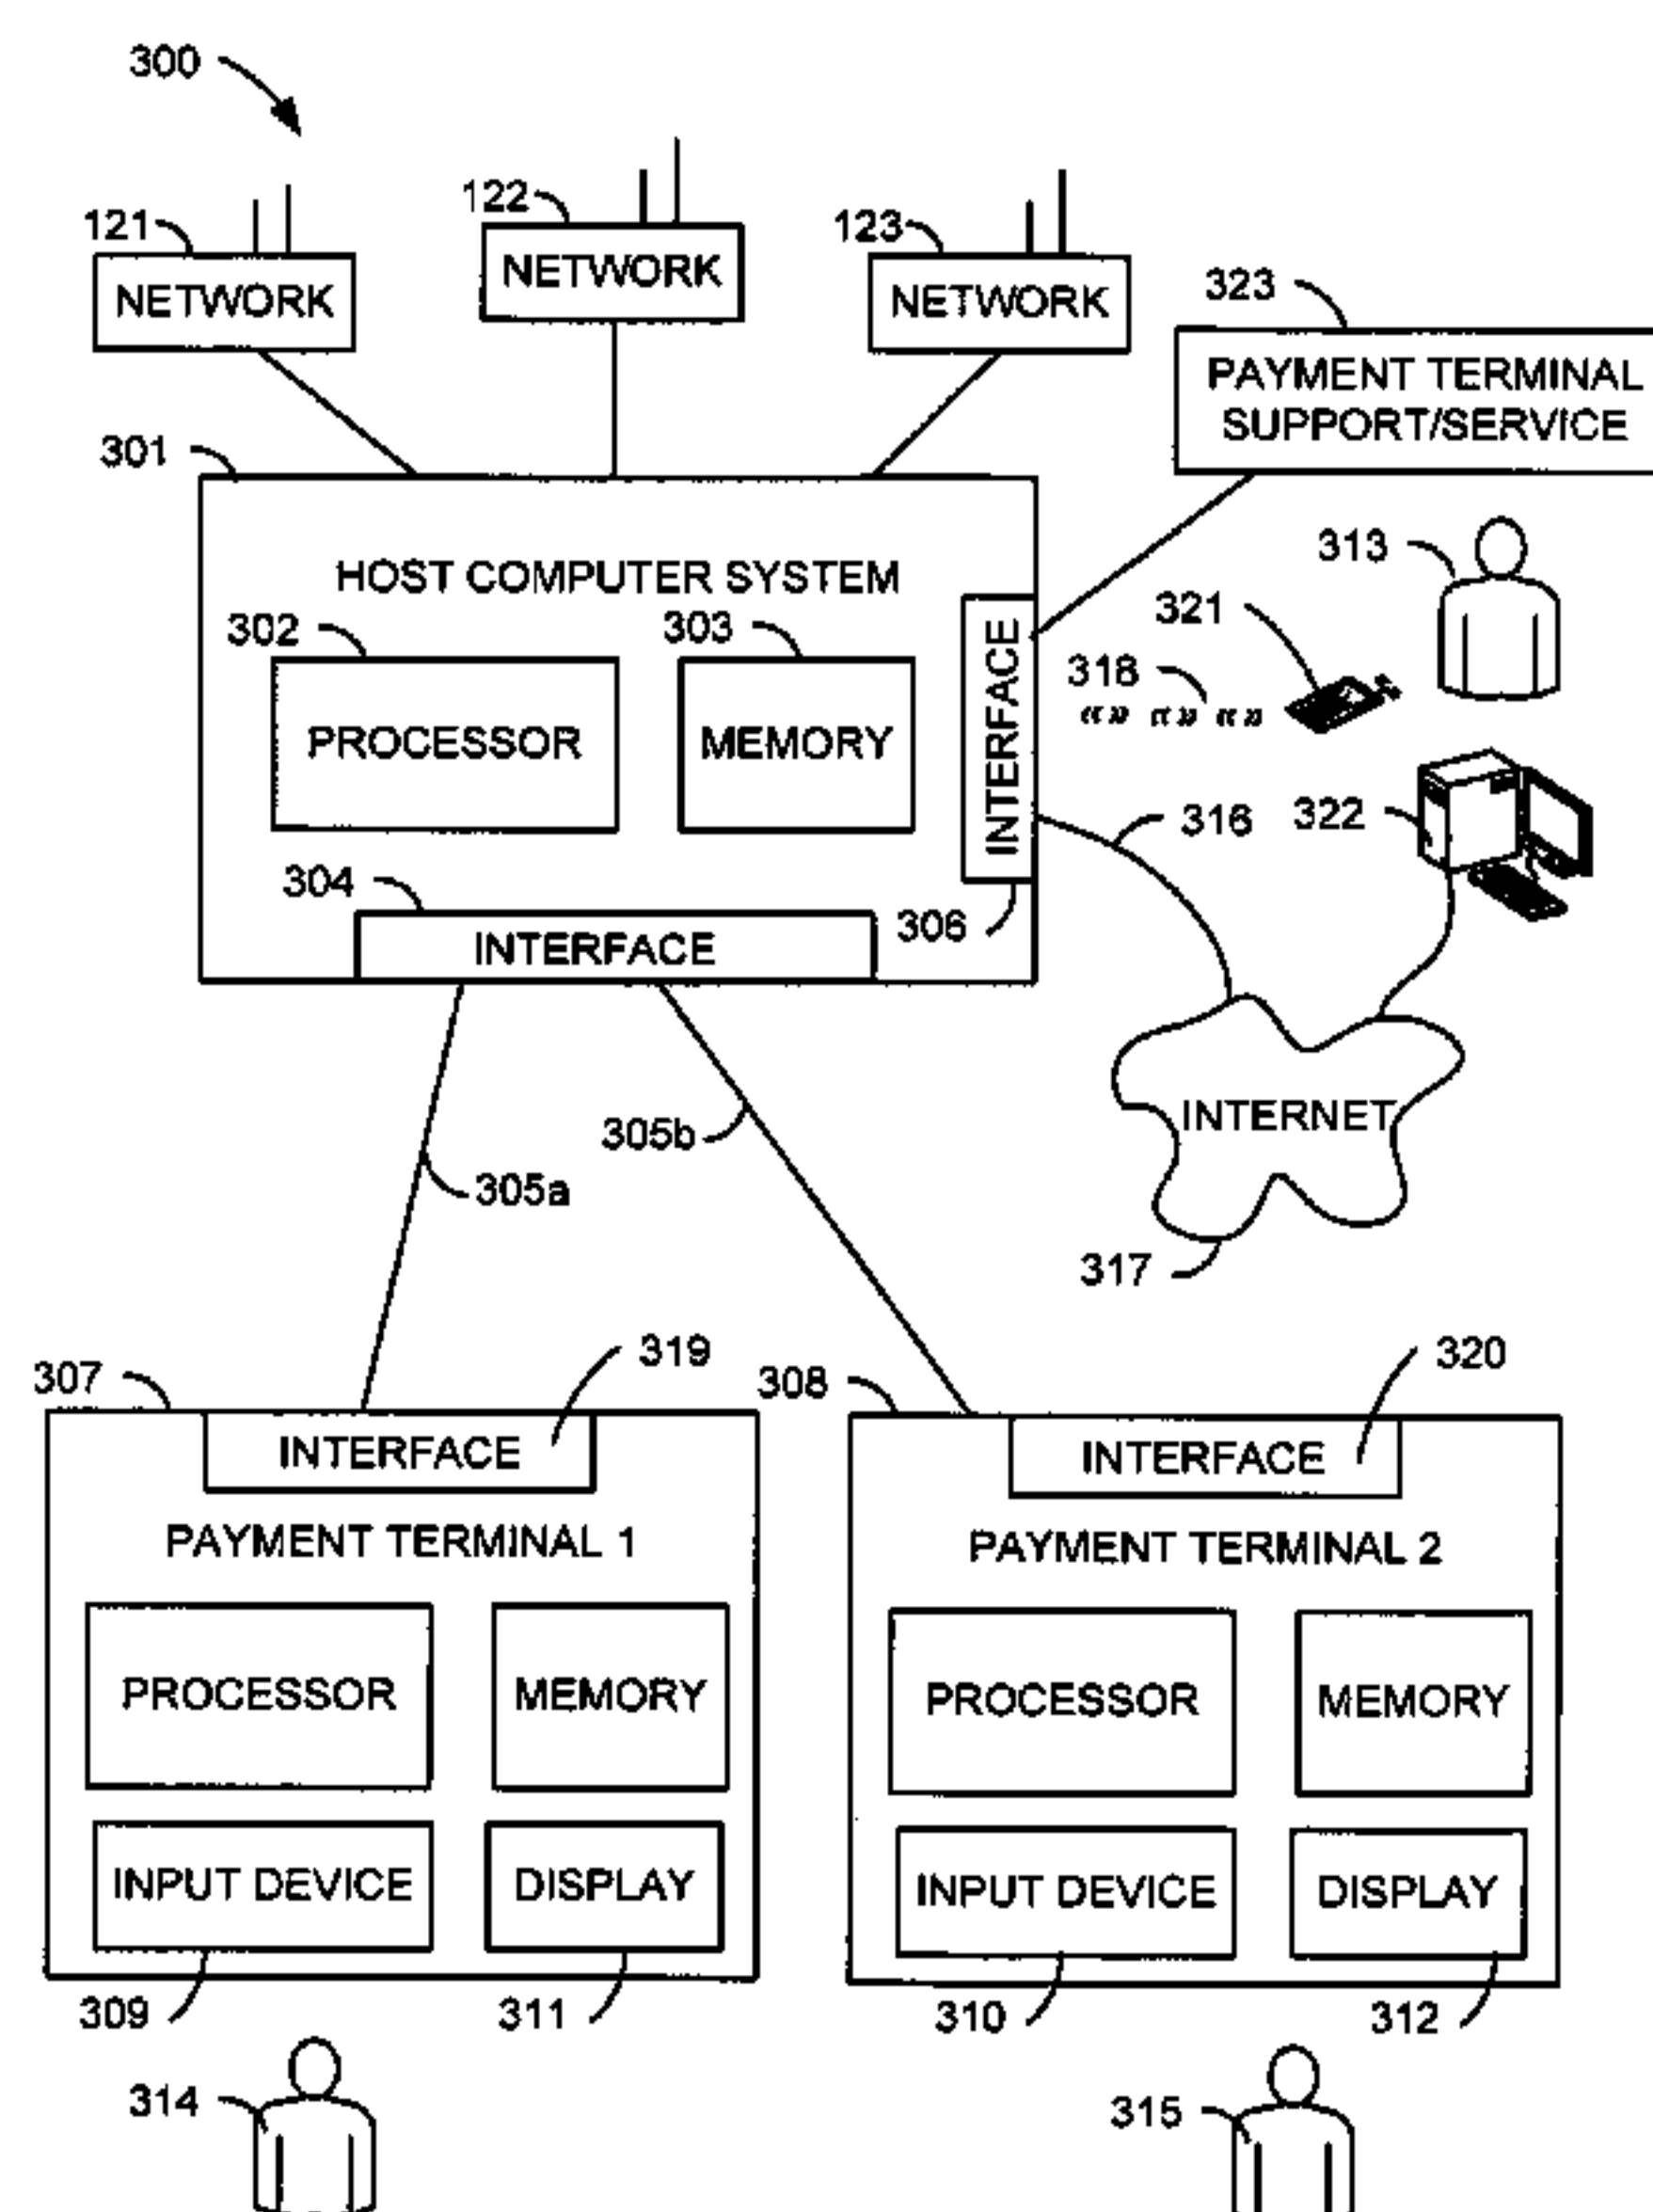 300
121
122
123
NETWORK
NETWORK
NETWORK
323
PAYMENT TERMINAL
SUPPORT/SERVICE
301
HOST COMPUTER SYSTEM
302
303
PROCESSOR
MEMORY
INTERFACE
313
321
318
«» «» «»
316
322
304
306
INTERFACE
305b
305a
INTERNET
317
307
319
308
320
INTERFACE
INTERFACE
PAYMENT TERMINAL 1
PAYMENT TERMINAL 2
PROCESSOR
MEMORY
PROCESSOR
MEMORY
INPUT DEVICE
DISPLAY
INPUT DEVICE
DISPLAY
309
311
310
312
314
315